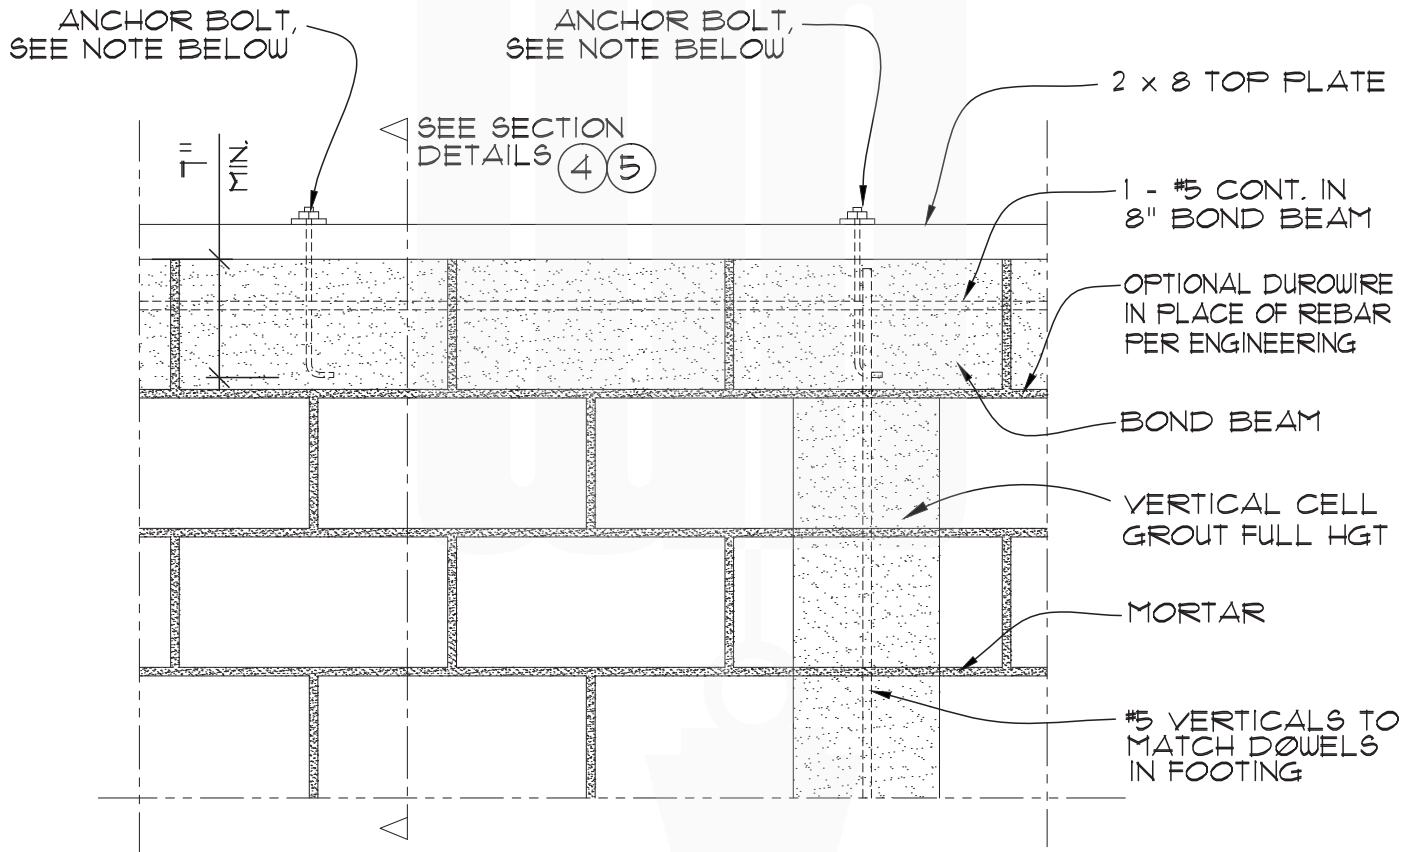 ANCHOR BOLT,
SEE NOTE BELOW
ANCHOR BOLT,
SEE NOTE BELOW
2 x 8 TOP PLATE
SEE SECTION
DETAILS 4 5
7"
MIN.
1 - #5 CONT. IN
8" BOND BEAM
OPTIONAL DUROWIRE
IN PLACE OF REBAR
PER ENGINEERING
BOND BEAM
VERTICAL CELL
GROUT FULL HGT
MORTAR
#5 VERTICALS TO
MATCH DOWELS
IN FOOTING